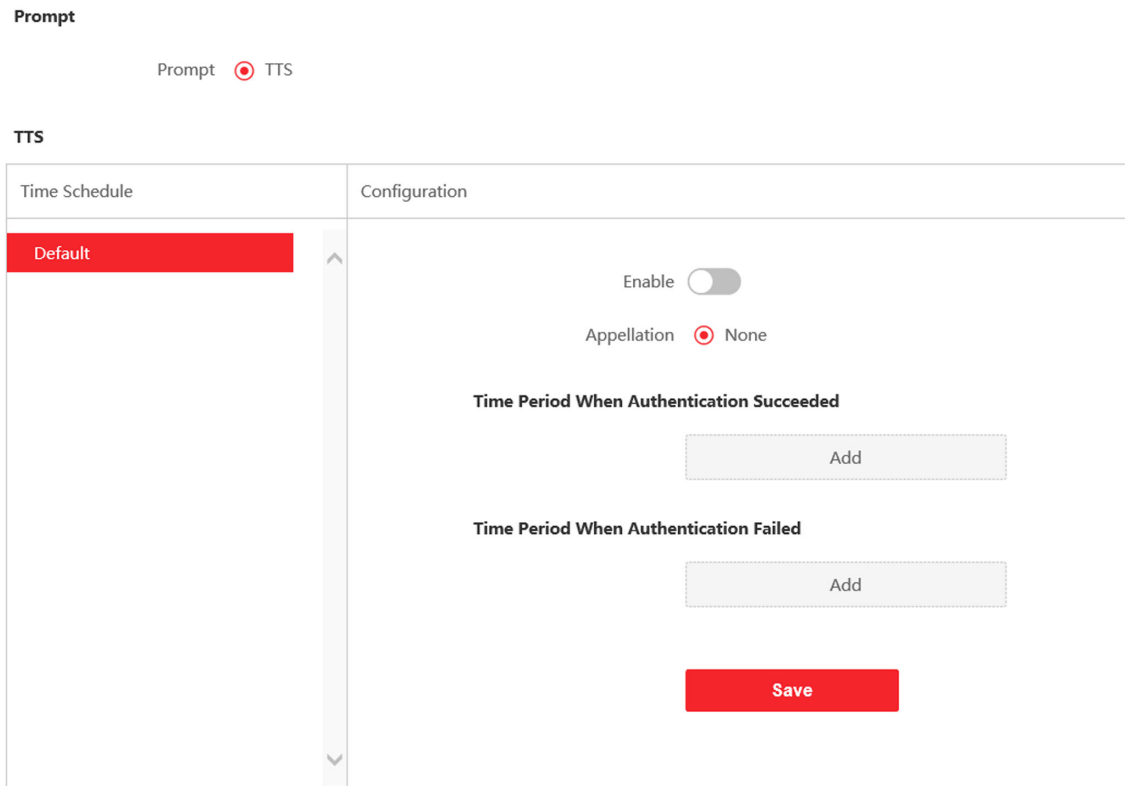 Prompt
Prompt TTS
TTS
Time Schedule Configuration
Default
Enable
Appellation None
Time Period When Authentication Succeeded
Add
Time Period When Authentication Failed
Add
Save